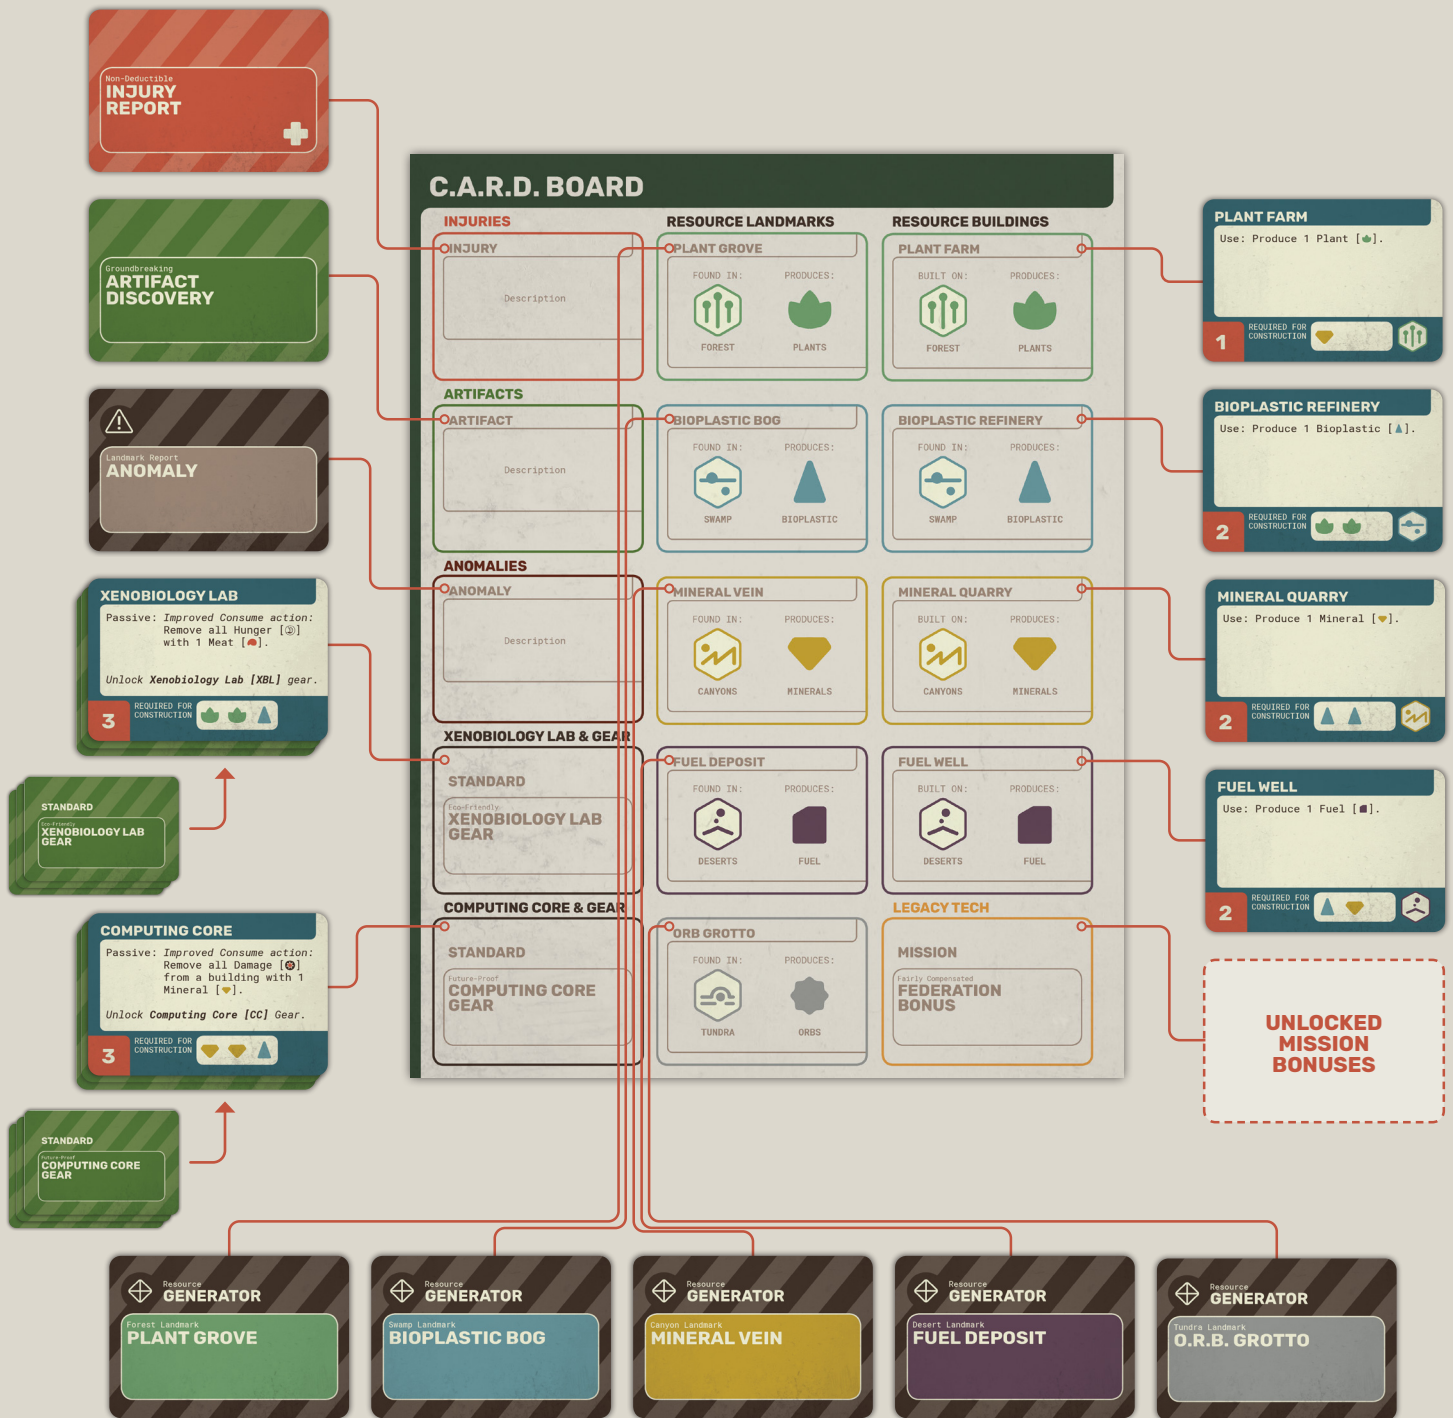 Non-Deductible
INJURY
REPORT
Groundbreaking
ARTIFACT
DISCOVERY
Landmark Report
ANOMALY
XENOBIOLOGY LAB
Passive: Improved Consume action:
Remove all Hunger [ ]
with 1 Meat [ ].
Unlock Xenobiology Lab [XBL] gear.
3
REQUIRED FOR
CONSTRUCTION
STANDARD
Eco-Friendly
XENOBIOLOGY LAB
GEAR
COMPUTING CORE
Passive: Improved Consume action:
Remove all Damage [ ]
from a building with 1
Mineral [ ].
Unlock Computing Core [CC] Gear.
3
REQUIRED FOR
CONSTRUCTION
STANDARD
Future-Proof
COMPUTING CORE
GEAR
C.A.R.D. BOARD
INJURIES
INJURY
Description
ARTIFACTS
ARTIFACT
Description
ANOMALIES
ANOMALY
Description
XENOBIOLOGY LAB & GEAR
STANDARD
Eco-Friendly
XENOBIOLOGY LAB
GEAR
COMPUTING CORE & GEAR
STANDARD
Future-Proof
COMPUTING CORE
GEAR
RESOURCE LANDMARKS
PLANT GROVE
FOUND IN: PRODUCES:
FOREST PLANTS
BIOPLASTIC BOG
FOUND IN: PRODUCES:
SWAMP BIOPLASTIC
MINERAL VEIN
FOUND IN: PRODUCES:
CANYONS MINERALS
FUEL DEPOSIT
FOUND IN: PRODUCES:
DESERTS FUEL
ORB GROTTO
FOUND IN: PRODUCES:
TUNDRA ORBS
RESOURCE BUILDINGS
PLANT FARM
BUILT ON: PRODUCES:
FOREST PLANTS
BIOPLASTIC REFINERY
FOUND IN: PRODUCES:
SWAMP BIOPLASTIC
MINERAL QUARRY
BUILT ON: PRODUCES:
CANYONS MINERALS
FUEL WELL
BUILT ON: PRODUCES:
DESERTS FUEL
LEGACY TECH
MISSION
Fairly Compensated
FEDERATION
BONUS
PLANT FARM
Use: Produce 1 Plant [ ].
1
REQUIRED FOR
CONSTRUCTION
BIOPLASTIC REFINERY
Use: Produce 1 Bioplastic [ ].
2
REQUIRED FOR
CONSTRUCTION
MINERAL QUARRY
Use: Produce 1 Mineral [ ].
2
REQUIRED FOR
CONSTRUCTION
FUEL WELL
Use: Produce 1 Fuel [ ].
2
REQUIRED FOR
CONSTRUCTION
UNLOCKED
MISSION
BONUSES
Resource
GENERATOR
Forest Landmark
PLANT GROVE
Resource
GENERATOR
Swamp Landmark
BIOPLASTIC BOG
Resource
GENERATOR
Canyon Landmark
MINERAL VEIN
Resource
GENERATOR
Desert Landmark
FUEL DEPOSIT
Resource
GENERATOR
Tundra Landmark
O.R.B. GROTTO